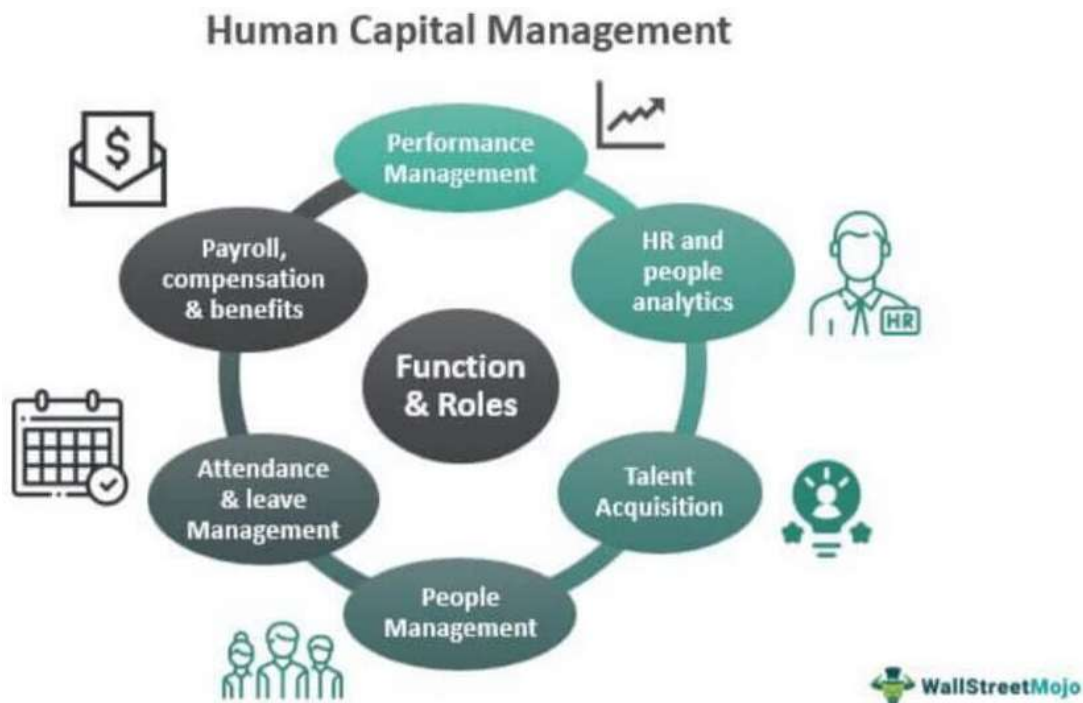 Human Capital Management
Performance
Management
HR and
people
analytics
HR
Talent
Acquisition
People
Management
Attendance
& leave
Management
Payroll,
compensation
& benefits
$
Function
& Roles
WallStreetMojo